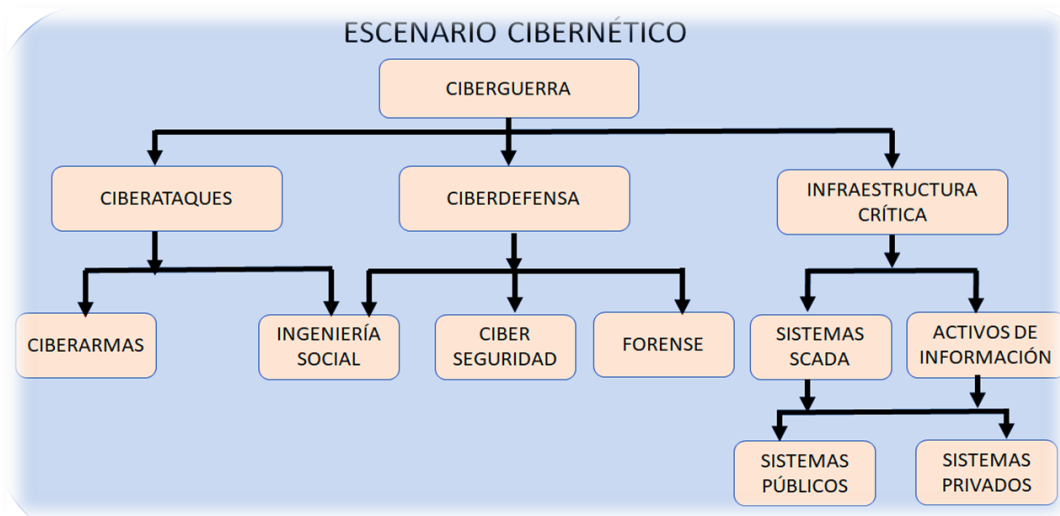 ESCENARIO CIBERNÉTICO
CIBERGUERRA
CIBERATAQUES
CIBERDEFENSA
INFRAESTRUCTURA
CRÍTICA
CIBERARMAS
INGENIERÍA
SOCIAL
CIBER
SEGURIDAD
FORENSE
SISTEMAS
SCADA
ACTIVOS DE
INFORMACIÓN
SISTEMAS
PÚBLICOS
SISTEMAS
PRIVADOS